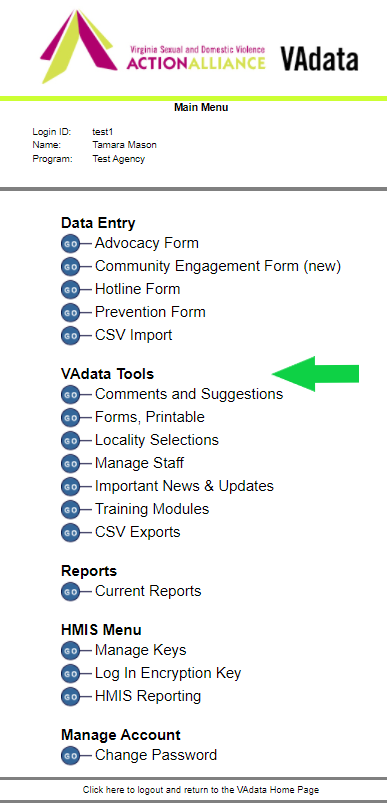 Virginia Sexual and Domestic Violence
ACTIONALLIANCE
VAdata
Main Menu
Login ID: test1
Name: Tamara Mason
Program: Test Agency
Data Entry
GO Advocacy Form
GO Community Engagement Form (new)
GO Hotline Form
GO Prevention Form
GO CSV Import
VAdata Tools
GO Comments and Suggestions
GO Forms, Printable
GO Locality Selections
GO Manage Staff
GO Important News & Updates
GO Training Modules
GO CSV Exports
Reports
GO Current Reports
HMIS Menu
GO Manage Keys
GO Log In Encryption Key
GO HMIS Reporting
Manage Account
GO Change Password
Click here to logout and return to the VAdata Home Page